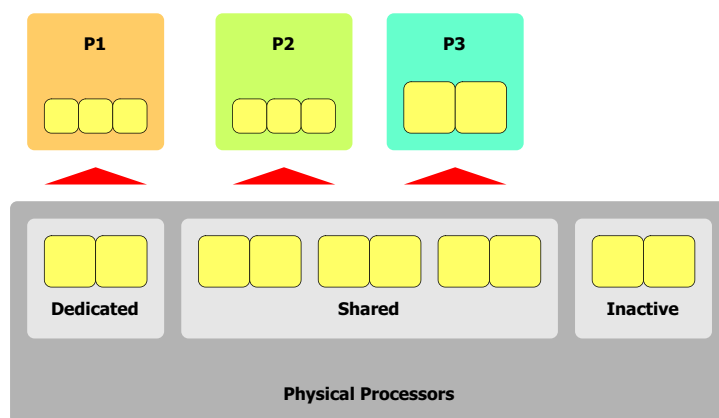 P1
P2
P3
Dedicated
Shared
Inactive
Physical Processors